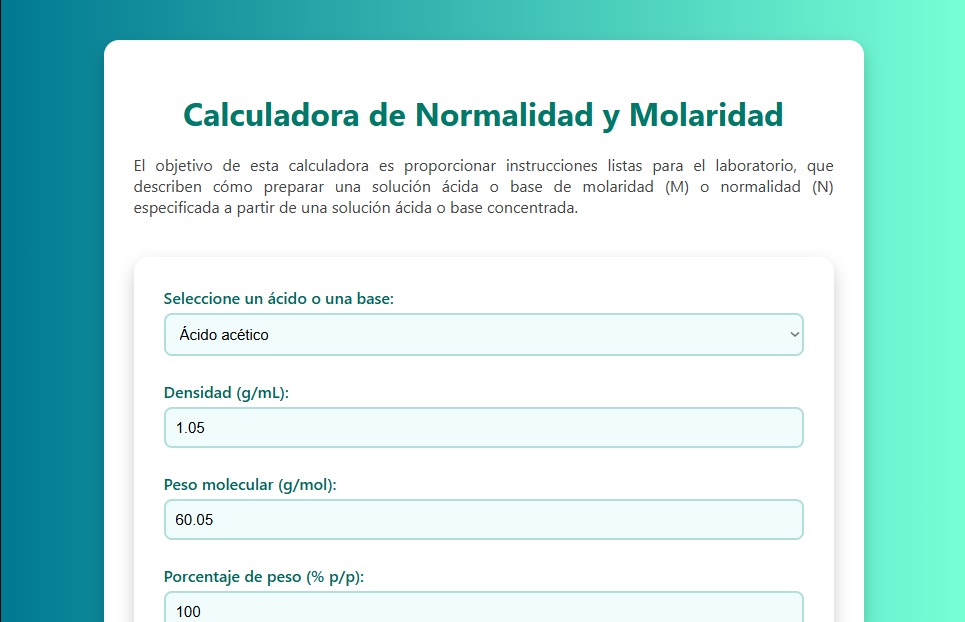 Calculadora de Normalidad y Molaridad
El objetivo de esta calculadora es proporcionar instrucciones listas para el laboratorio, que
describen cómo preparar una solución ácida o base de molaridad (M) o normalidad (N)
especificada a partir de una solución ácida o base concentrada.
Seleccione un ácido o una base:
Ácido acético
Densidad (g/mL):
1.05
Peso molecular (g/mol):
60.05
Porcentaje de peso (% p/p):
100